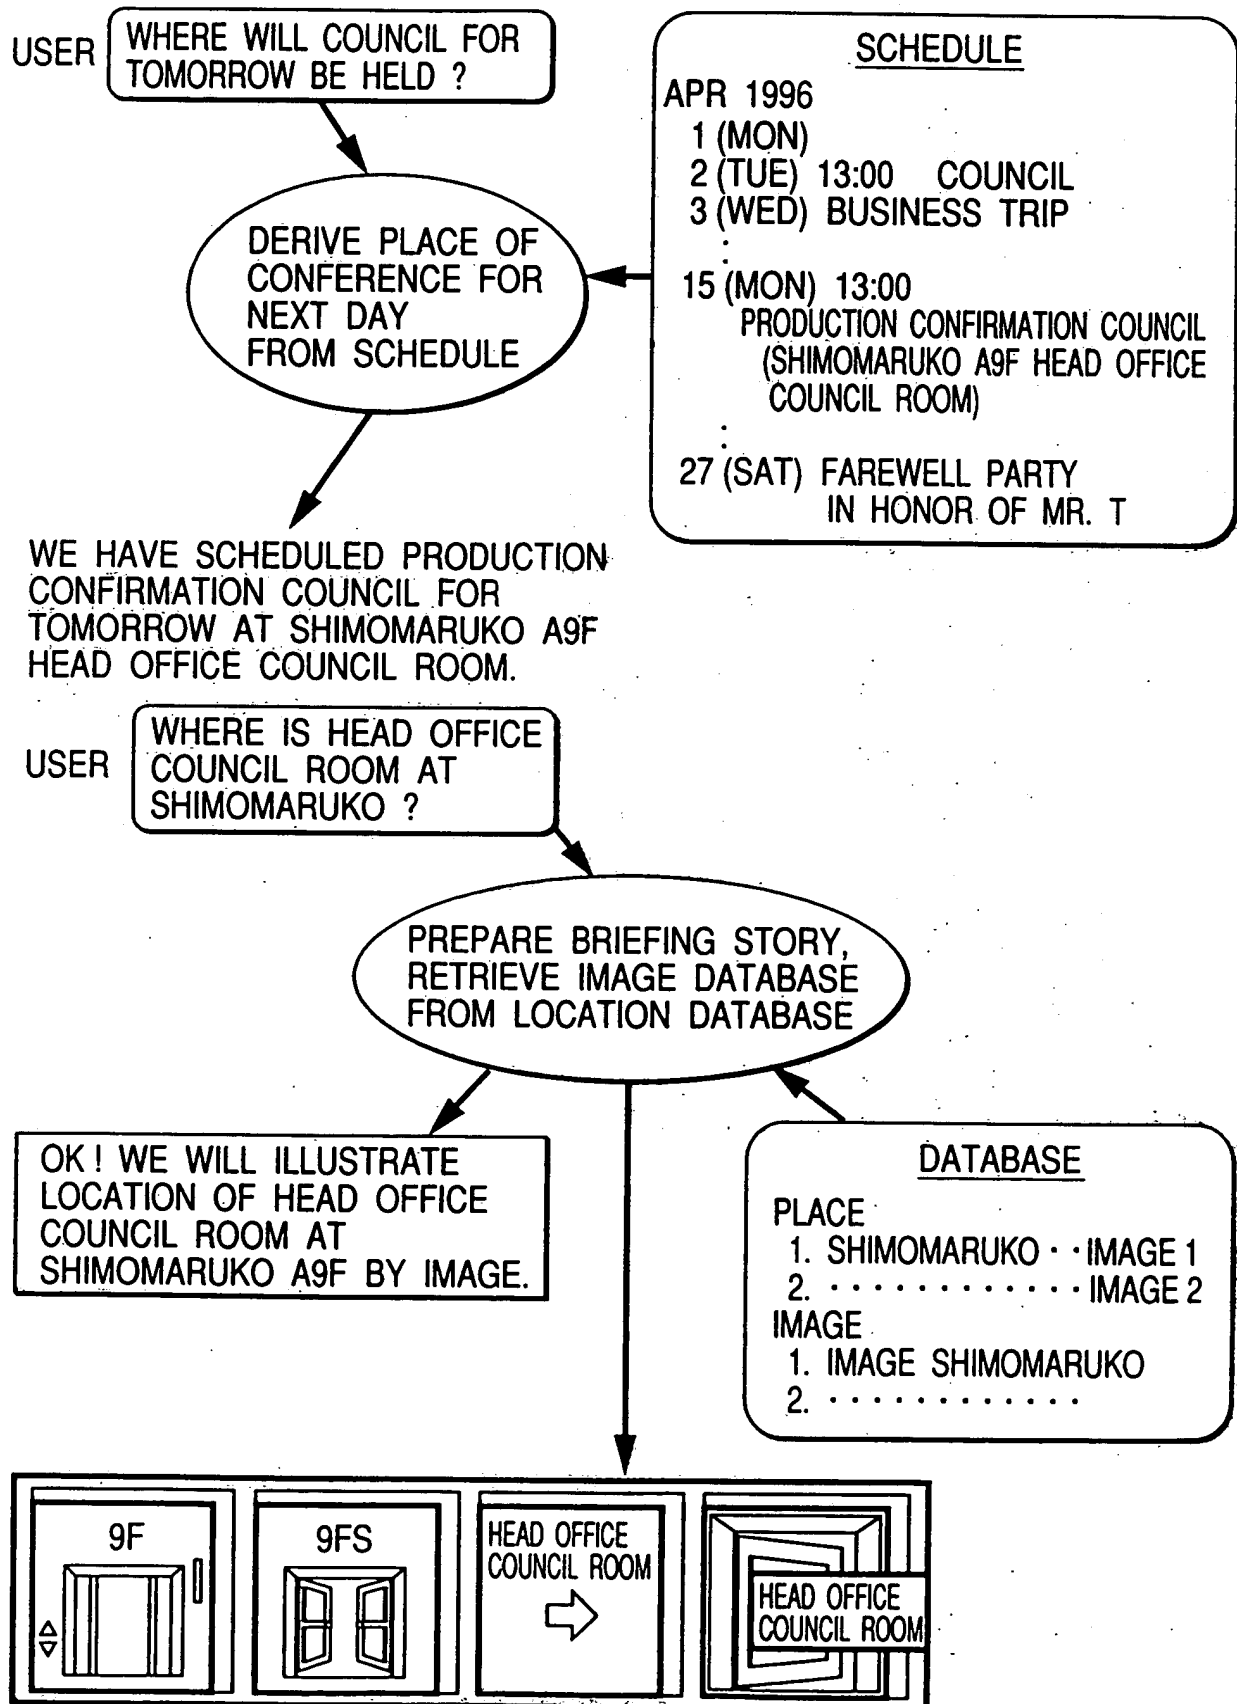 USER
WHERE WILL COUNCIL FOR
TOMORROW BE HELD ?
SCHEDULE
APR 1996
1 (MON)
2 (TUE) 13:00 COUNCIL
3 (WED) BUSINESS TRIP
:
15 (MON) 13:00
PRODUCTION CONFIRMATION COUNCIL
(SHIMOMARUKO A9F HEAD OFFICE
COUNCIL ROOM)
:
27 (SAT) FAREWELL PARTY
IN HONOR OF MR. T
DERIVE PLACE OF
CONFERENCE FOR
NEXT DAY
FROM SCHEDULE
WE HAVE SCHEDULED PRODUCTION
CONFIRMATION COUNCIL FOR
TOMORROW AT SHIMOMARUKO A9F
HEAD OFFICE COUNCIL ROOM.
USER
WHERE IS HEAD OFFICE
COUNCIL ROOM AT
SHIMOMARUKO ?
PREPARE BRIEFING STORY,
RETRIEVE IMAGE DATABASE
FROM LOCATION DATABASE
OK ! WE WILL ILLUSTRATE
LOCATION OF HEAD OFFICE
COUNCIL ROOM AT
SHIMOMARUKO A9F BY IMAGE.
DATABASE
PLACE
1. SHIMOMARUKO · · IMAGE 1
2. · · · · · · · · · · · · IMAGE 2
IMAGE
1. IMAGE SHIMOMARUKO
2. · · · · · · · · · · · ·
9F
9FS
HEAD OFFICE
COUNCIL ROOM
HEAD OFFICE
COUNCIL ROOM